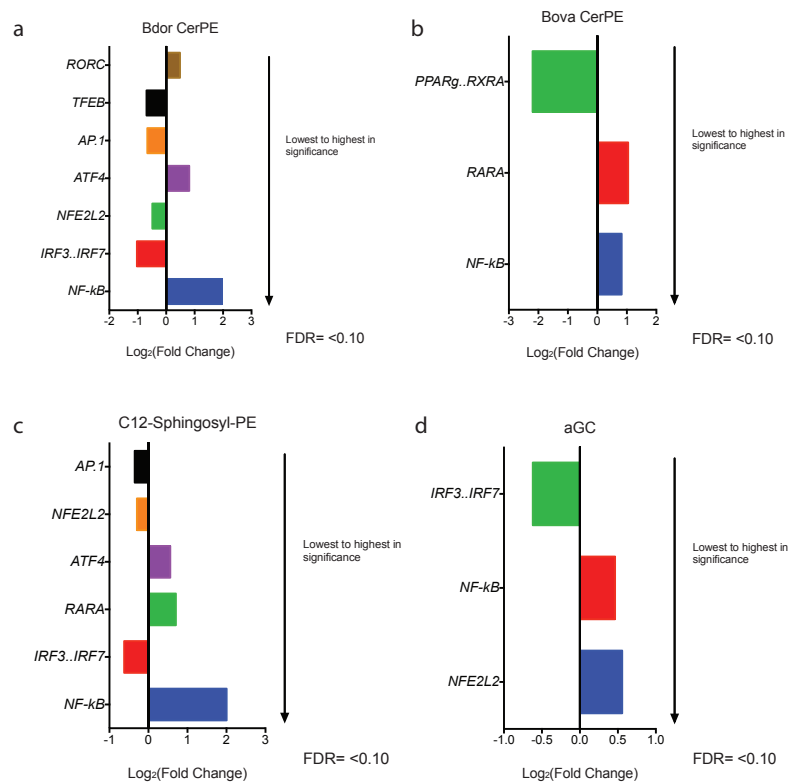 a
Bdor CerPE
RORC
TFEB
AP.1
ATF4
NFE2L2
IRF3..IRF7
NF-kB
Lowest to highest in
significance
-2 -1 0 1 2 3
Log2(Fold Change)
FDR= <0.10
b
Bova CerPE
PPARg..RXRA
RARA
NF-kB
Lowest to highest in
significance
-3 -2 -1 0 1 2
Log2(Fold Change)
FDR= <0.10
c
C12-Sphingosyl-PE
AP.1
NFE2L2
ATF4
RARA
IRF3..IRF7
NF-kB
Lowest to highest in
significance
-1 0 1 2 3
Log2(Fold Change)
FDR= <0.10
d
aGC
IRF3..IRF7
NF-kB
NFE2L2
Lowest to highest in
significance
-1.0 -0.5 0.0 0.5 1.0
Log2(Fold Change)
FDR= <0.10